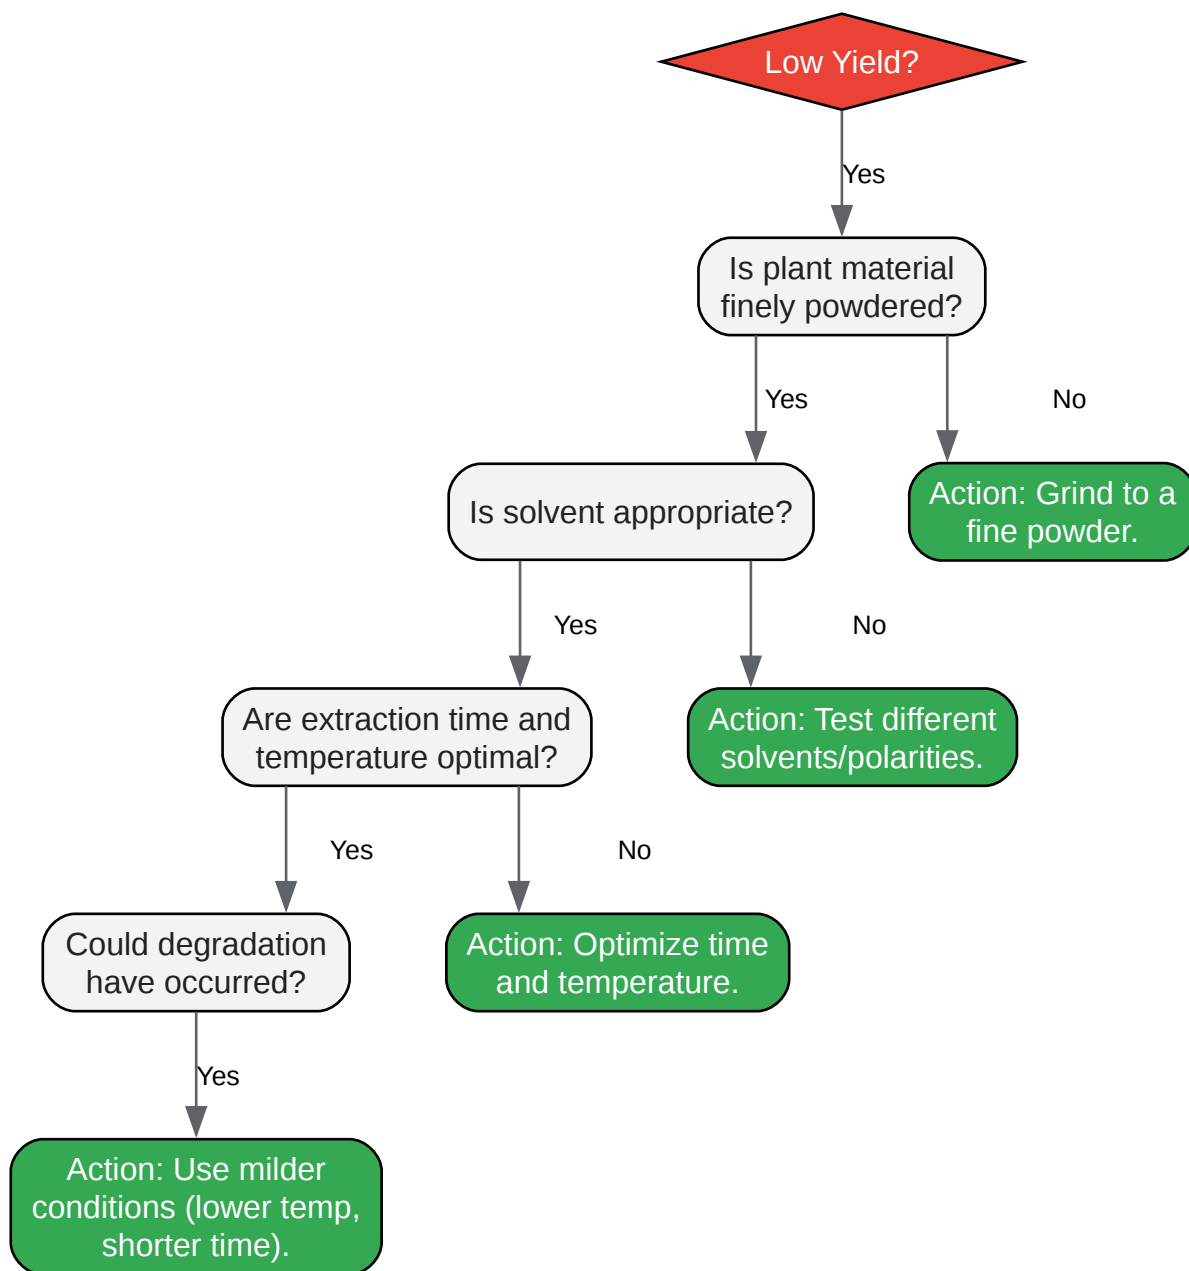 Low Yield?
Yes
Is plant material
finely powdered?
Yes
No
Is solvent appropriate?
Action: Grind to a
fine powder.
Yes
No
Are extraction time and
temperature optimal?
Action: Test different
solvents/polarities.
Yes
No
Could degradation
have occurred?
Action: Optimize time
and temperature.
Yes
Action: Use milder
conditions (lower temp,
shorter time).